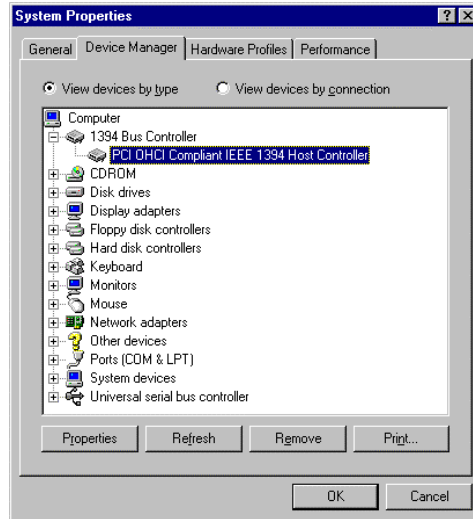 System Properties
General Device Manager Hardware Profiles Performance
View devices by type View devices by connection
Computer
1394 Bus Controller
PCI OHCI Compliant IEEE 1394 Host Controller
CDROM
Disk drives
Display adapters
Floppy disk controllers
Hard disk controllers
Keyboard
Monitors
Mouse
Network adapters
Other devices
Ports (COM & LPT)
System devices
Universal serial bus controller
Properties Refresh Remove Print...
OK Cancel